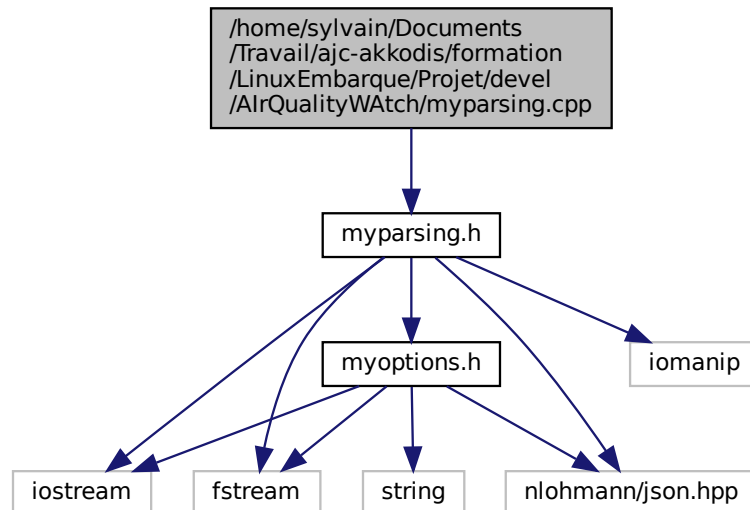 /home/sylvain/Documents
/Travail/ajc-akkodis/formation
/LinuxEmbarque/Projet/devel
/AIrQualityWAtch/myparsing.cpp
myparsing.h
myoptions.h
iomanip
iostream
fstream
string
nlohmann/json.hpp